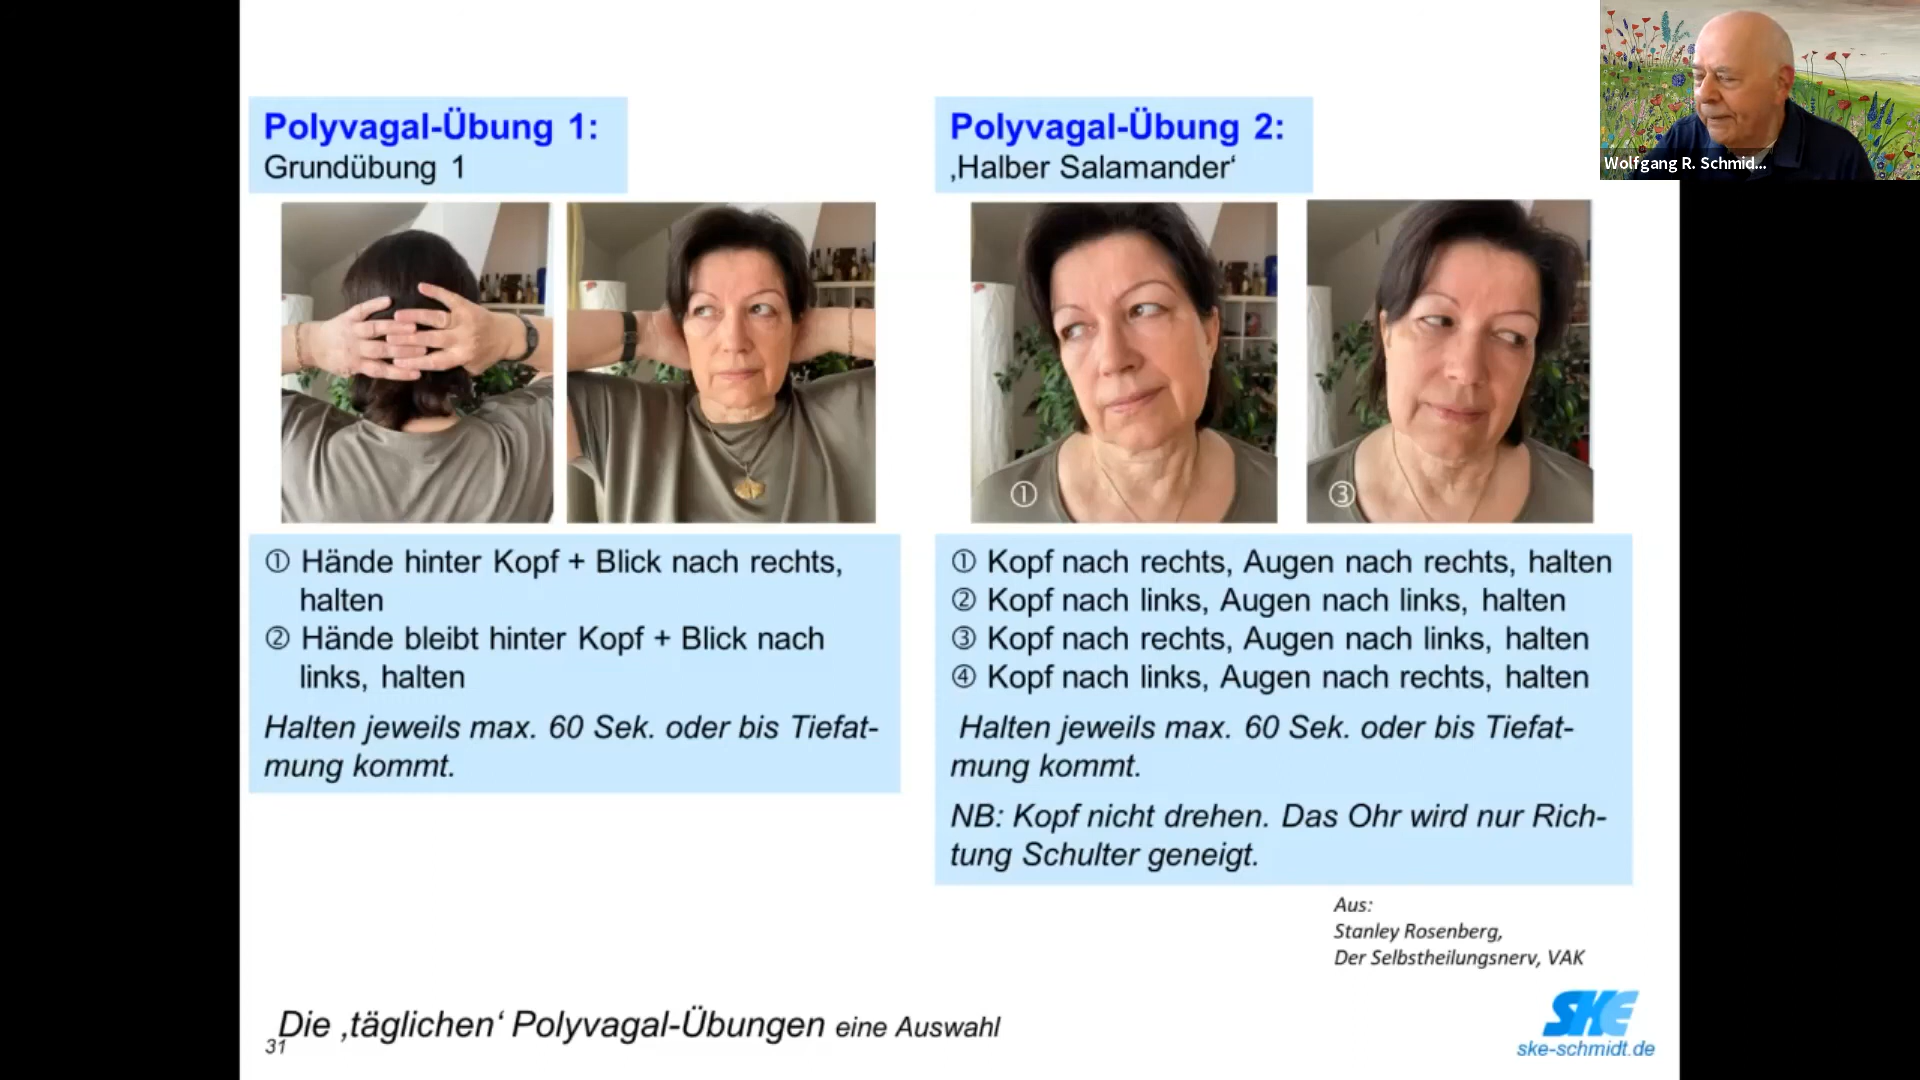 Polyvagal-Übung 1:
Grundübung 1
① Hände hinter Kopf + Blick nach rechts,
halten
② Hände bleibt hinter Kopf + Blick nach
links, halten
Halten jeweils max. 60 Sek. oder bis Tiefat-
mung kommt.
Polyvagal-Übung 2:
‚Halber Salamander‘
①
③
① Kopf nach rechts, Augen nach rechts, halten
② Kopf nach links, Augen nach links, halten
③ Kopf nach rechts, Augen nach links, halten
④ Kopf nach links, Augen nach rechts, halten
Halten jeweils max. 60 Sek. oder bis Tiefat-
mung kommt.
NB: Kopf nicht drehen. Das Ohr wird nur Rich-
tung Schulter geneigt.
Aus:
Stanley Rosenberg,
Der Selbstheilungsnerv, VAK
Die ‚täglichen‘ Polyvagal-Übungen eine Auswahl
31
SKE
ske-schmidt.de
Wolfgang R. Schmid...